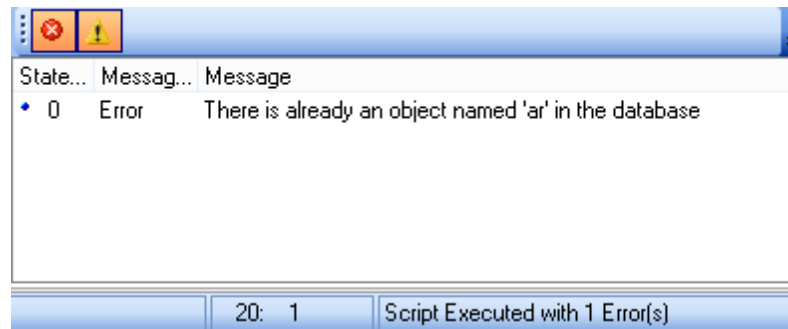 State... Messag... Message
0 Error There is already an object named 'ar' in the database
20: 1 Script Executed with 1 Error(s)